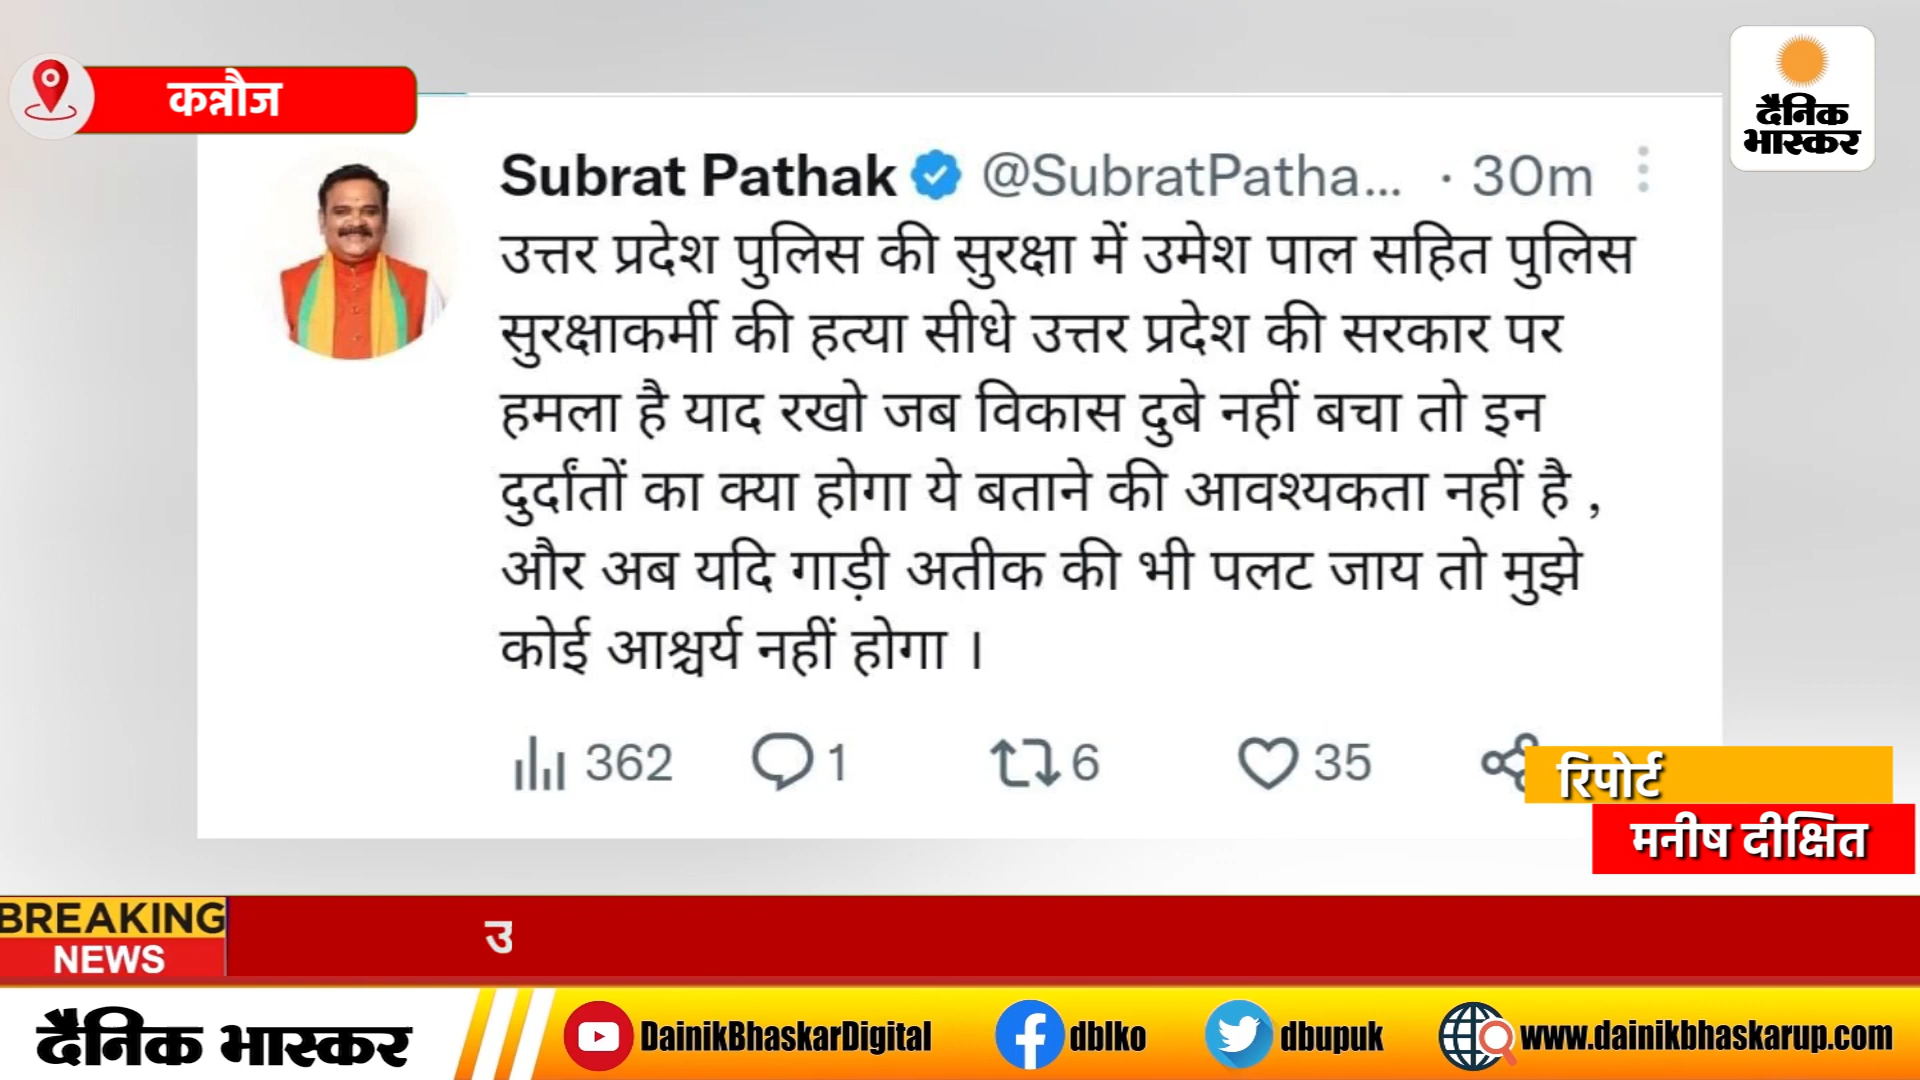 कन्नौज
दैनिक
भास्कर
Subrat Pathak @SubratPatha... · 30m
उत्तर प्रदेश पुलिस की सुरक्षा में उमेश पाल सहित पुलिस
सुरक्षाकर्मी की हत्या सीधे उत्तर प्रदेश की सरकार पर
हमला है याद रखो जब विकास दुबे नहीं बचा तो इन
दुर्दांतों का क्या होगा ये बताने की आवश्यकता नहीं है ,
और अब यदि गाड़ी अतीक की भी पलट जाय तो मुझे
कोई आश्चर्य नहीं होगा ।
362 1 6 35
रिपोर्ट
मनीष दीक्षित
BREAKING
NEWS
उ
दैनिक भास्कर DainikBhaskarDigital dblko dbupuk www.dainikbhaskarup.com